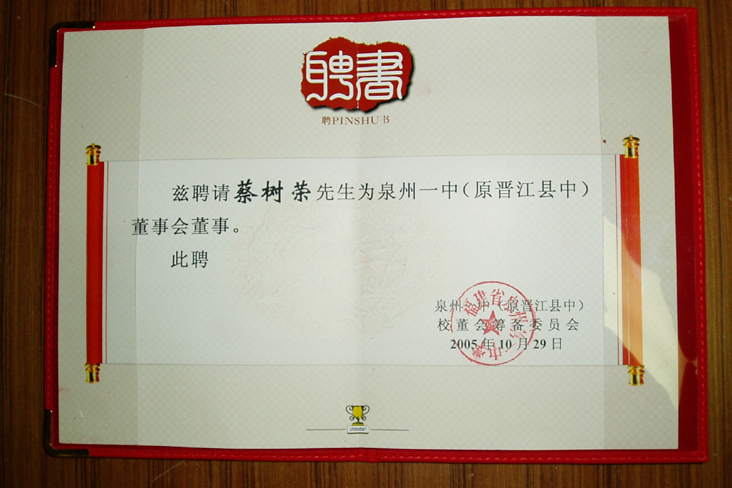 聘書
聘PINSHU书
兹聘请蔡树荣先生为泉州一中（原晋江县中）
董事会董事。
此聘
泉州一中（原晋江县中）
校董会筹备委员会
2005年10月29日